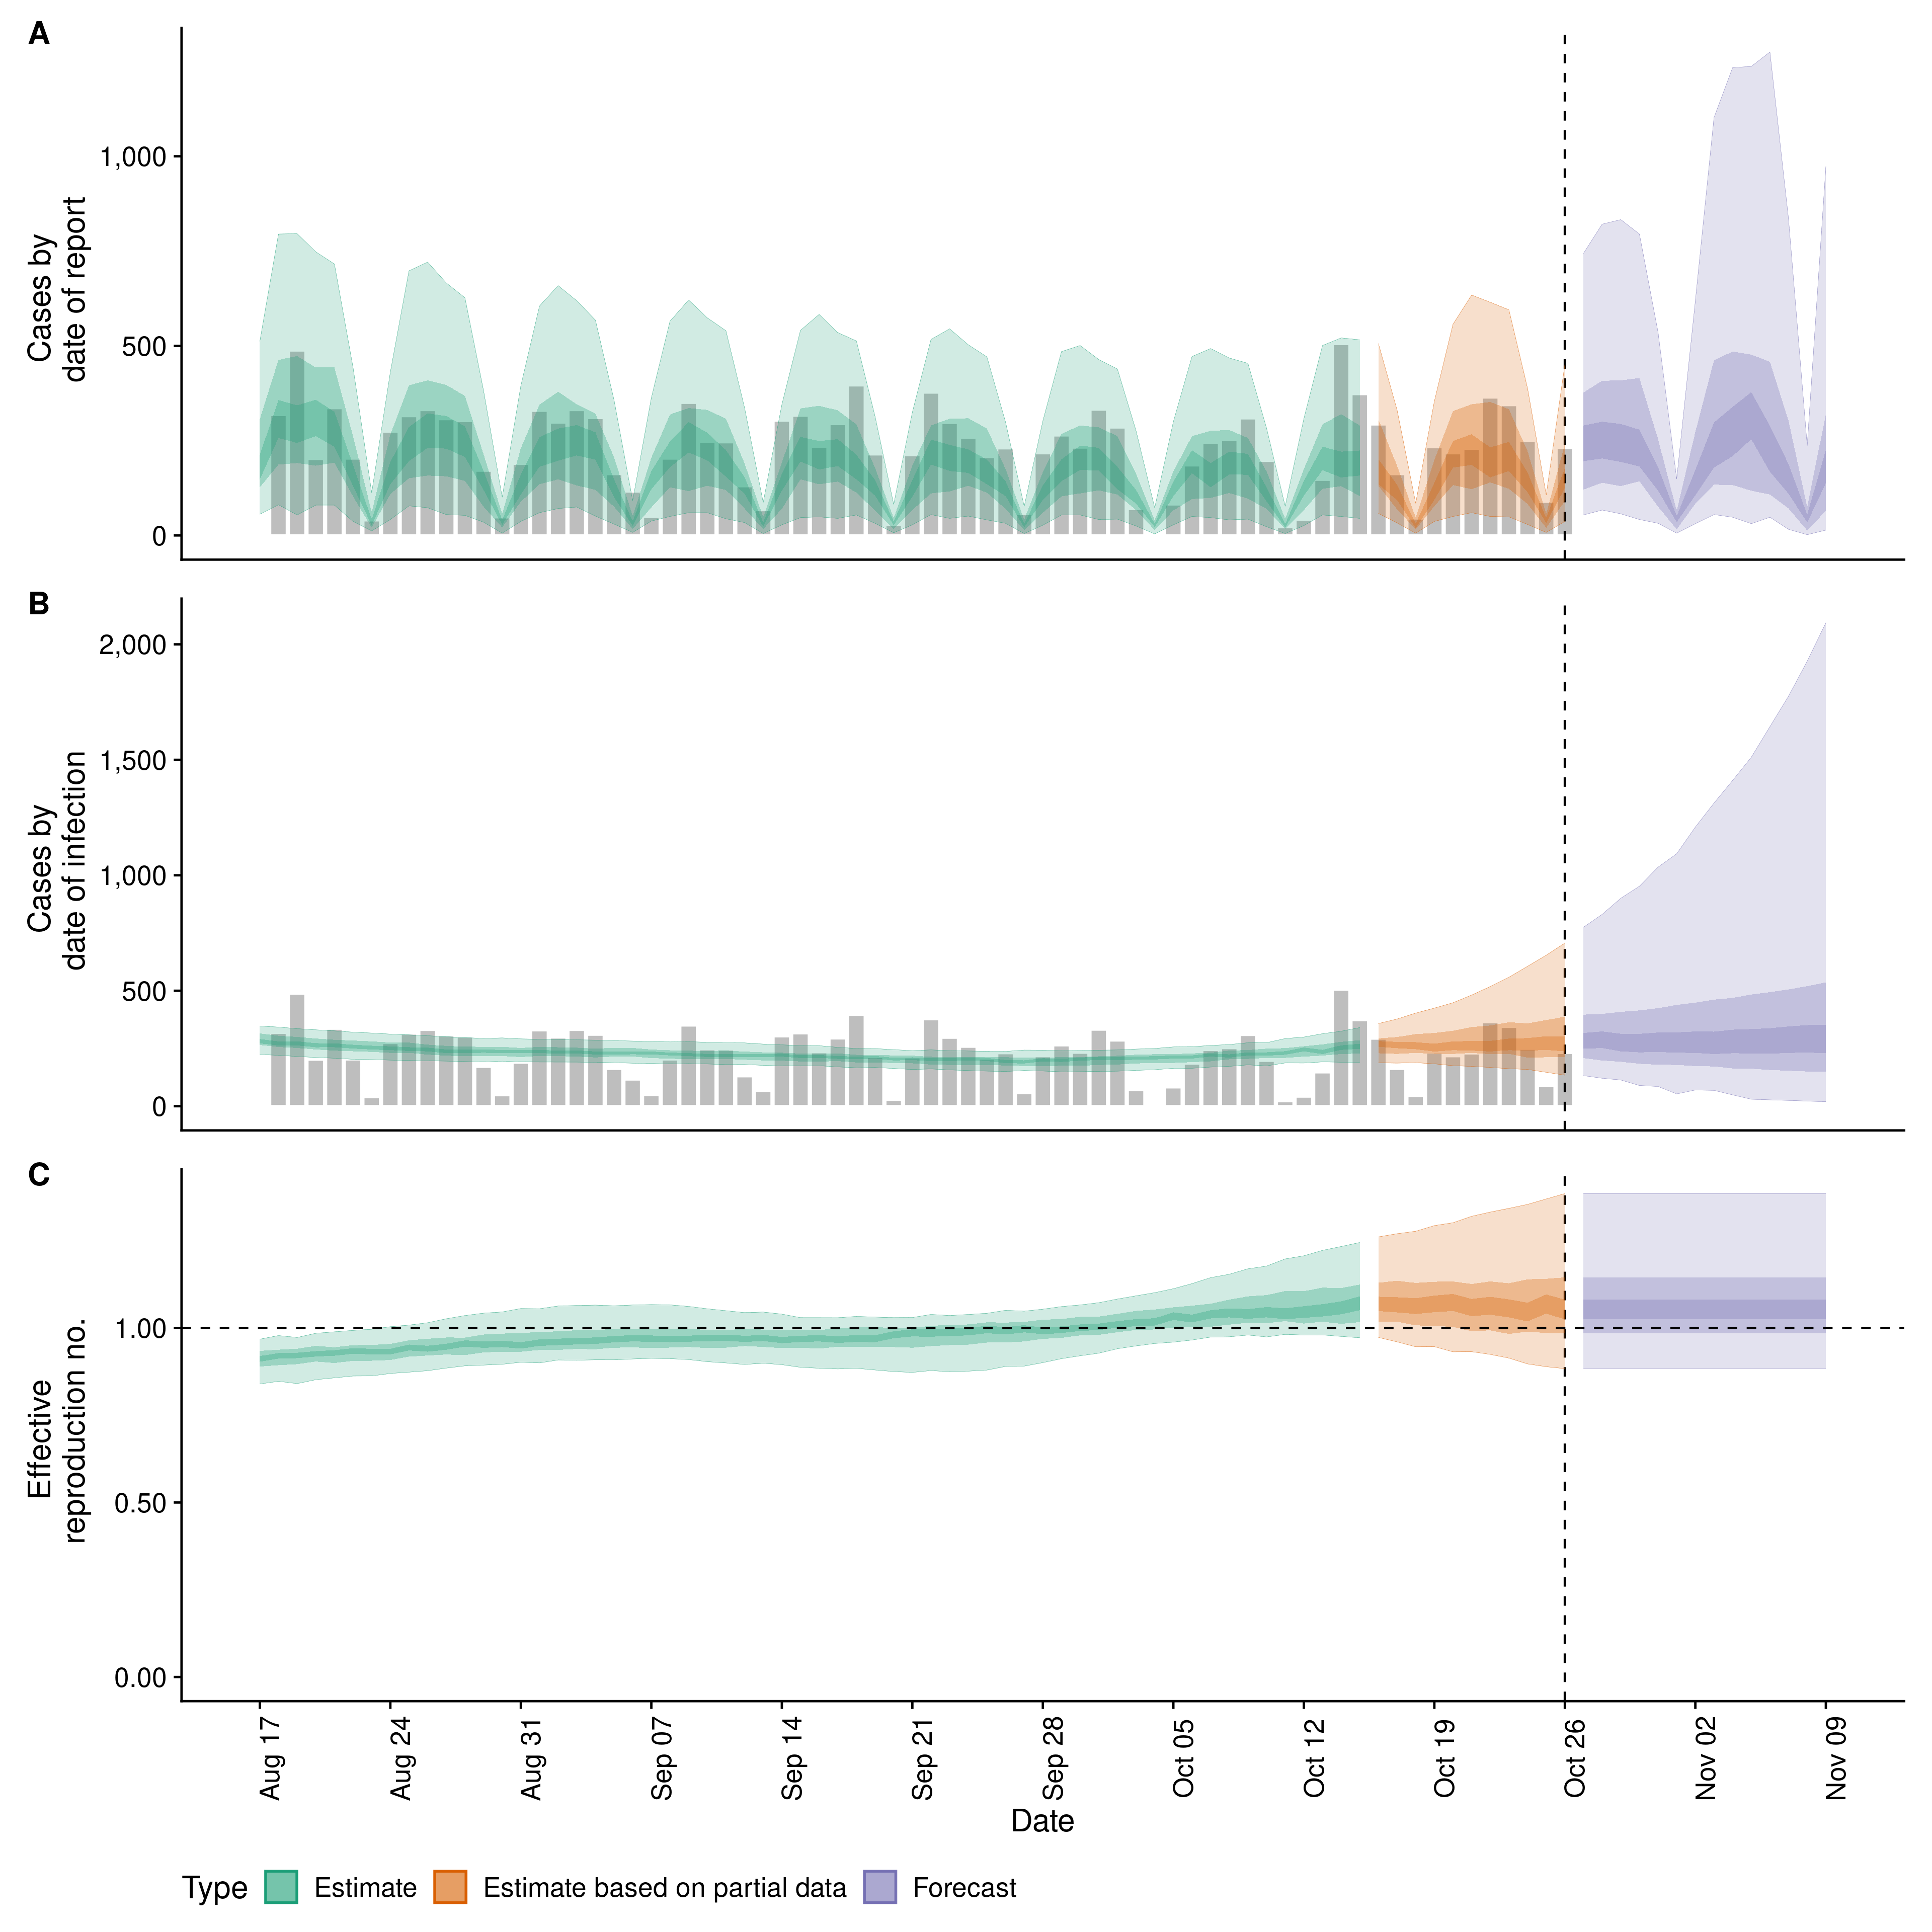 A
Cases by
date of report
1,000
500
0
B
Cases by
date of infection
2,000
1,500
1,000
500
0
C
Effective
reproduction no.
1.00
0.50
0.00
Aug 17
Aug 24
Aug 31
Sep 07
Sep 14
Sep 21
Sep 28
Oct 05
Oct 12
Oct 19
Oct 26
Nov 02
Nov 09
Date
Type Estimate Estimate based on partial data Forecast